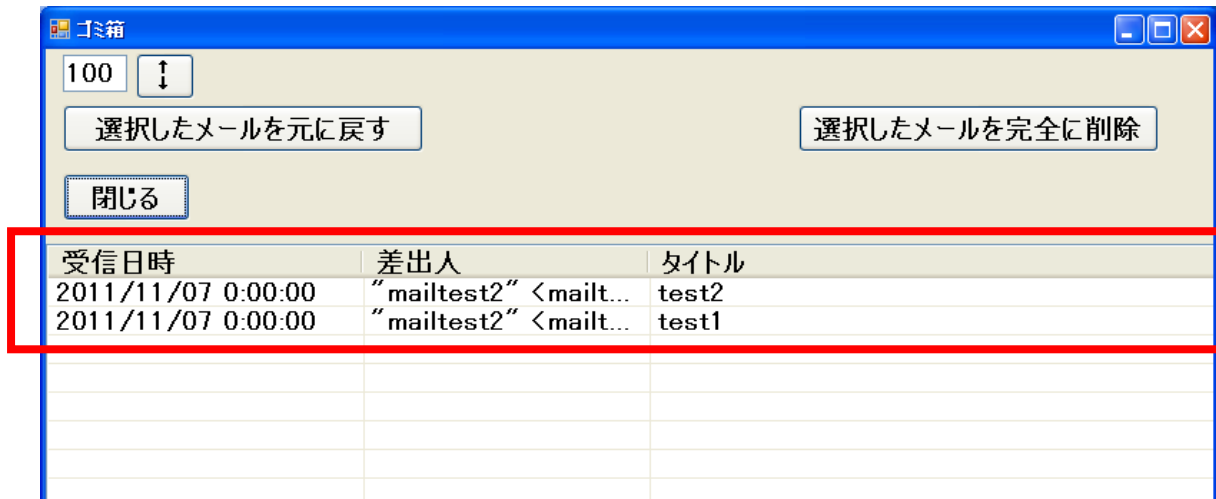 ゴミ箱
100
選択したメールを元に戻す 選択したメールを完全に削除
閉じる
受信日時 差出人 タイトル
2011/11/07 0:00:00 "mailtest2" <mailt... test2
2011/11/07 0:00:00 "mailtest2" <mailt... test1